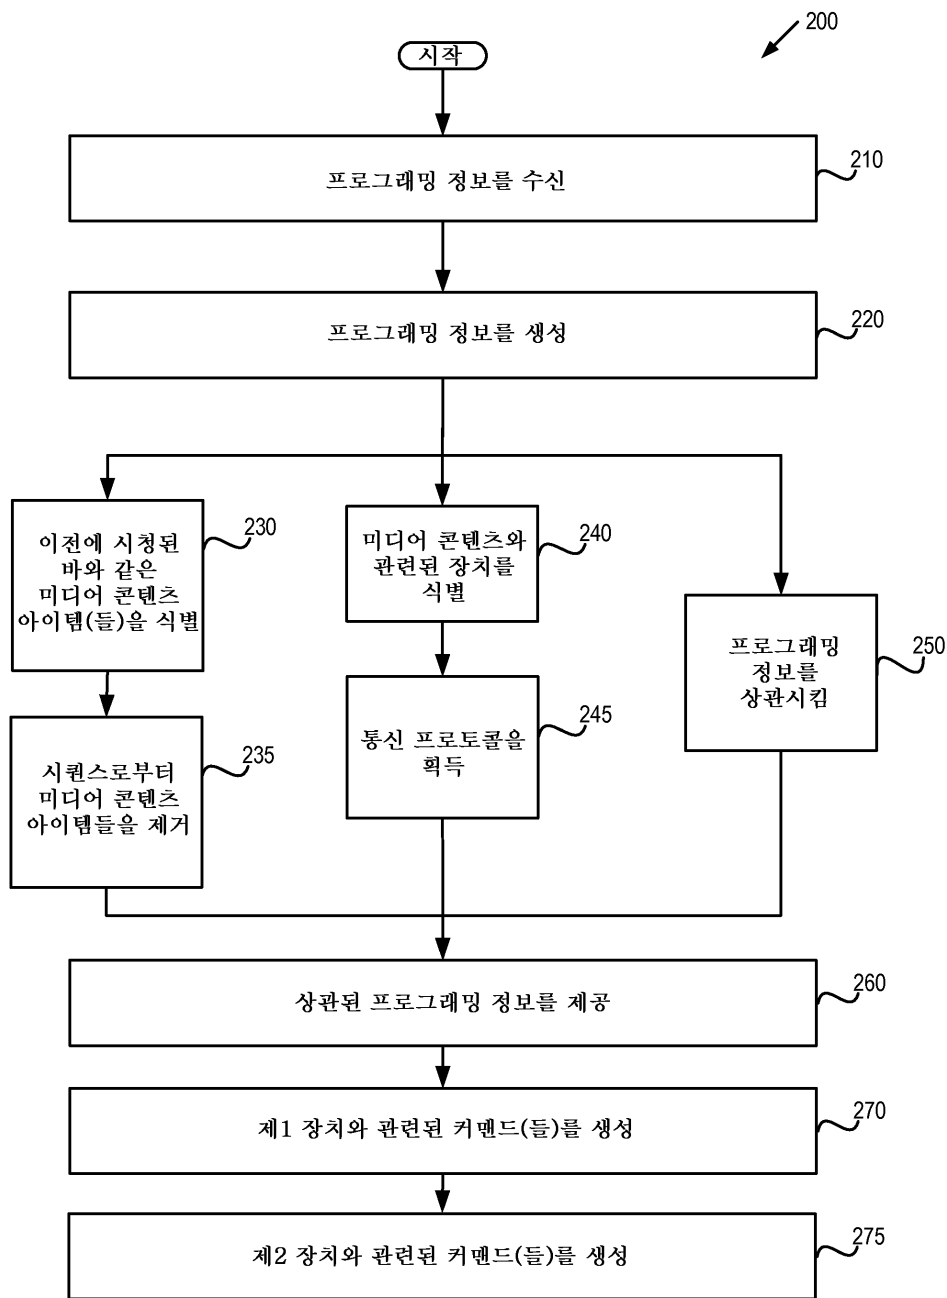 200
시작
프로그래밍 정보를 수신
210
프로그래밍 정보를 생성
220
이전에 시청된
바와 같은
미디어 콘텐츠
아이템(들)을 식별
230
시퀀스로부터
미디어 콘텐츠
아이템들을 제거
235
미디어 콘텐츠와
관련된 장치를
식별
240
통신 프로토콜을
획득
245
프로그래밍
정보를
상관시킴
250
상관된 프로그래밍 정보를 제공
260
제1 장치와 관련된 커맨드(들)를 생성
270
제2 장치와 관련된 커맨드(들)를 생성
275